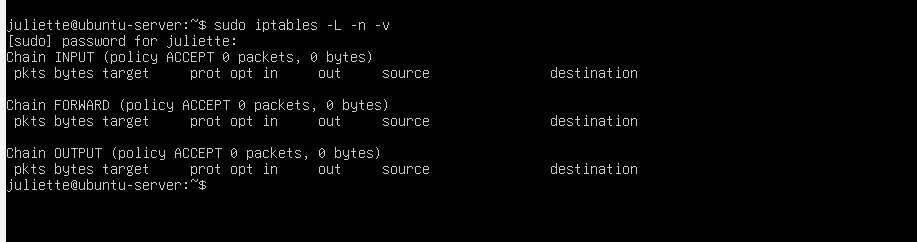 juliette@ubuntu-server:~$ sudo iptables -L -n -v
[sudo] password for juliette:
Chain INPUT (policy ACCEPT 0 packets, 0 bytes)
 pkts bytes target     prot opt in     out     source               destination
Chain FORWARD (policy ACCEPT 0 packets, 0 bytes)
 pkts bytes target     prot opt in     out     source               destination
Chain OUTPUT (policy ACCEPT 0 packets, 0 bytes)
 pkts bytes target     prot opt in     out     source               destination
juliette@ubuntu-server:~$